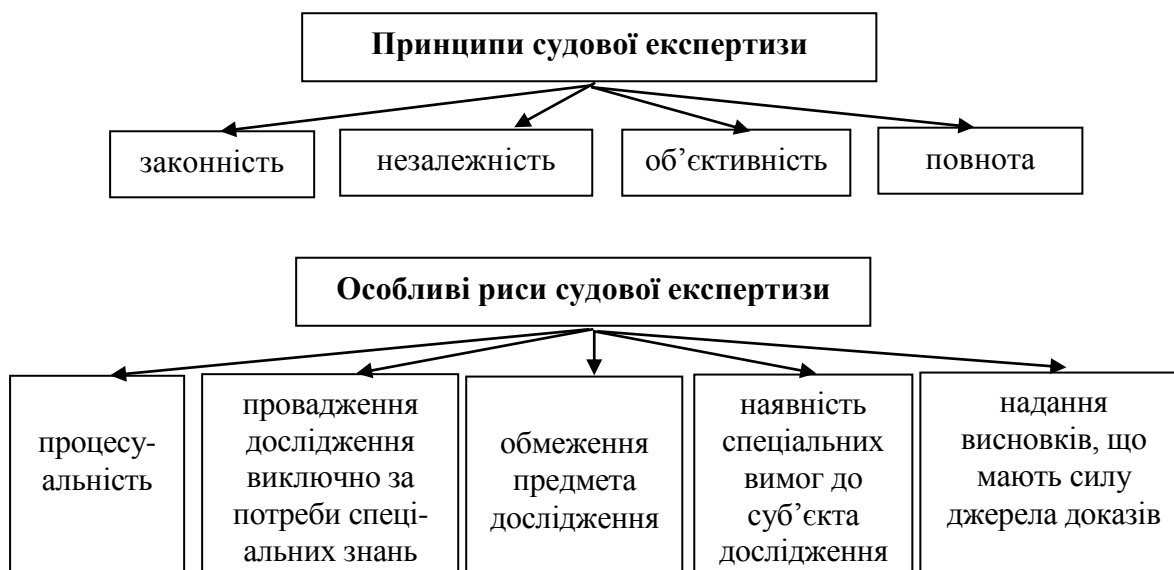 Принципи судової експертизи
законність
незалежність
об’єктивність
повнота
Особливі риси судової експертизи
процесу-
альність
провадження
дослідження
виключно за
потреби спеці-
альних знань
обмеження
предмета
дослідження
наявність
спеціальних
вимог до
суб’єкта
дослідження
надання
висновків, що
мають силу
джерела доказів